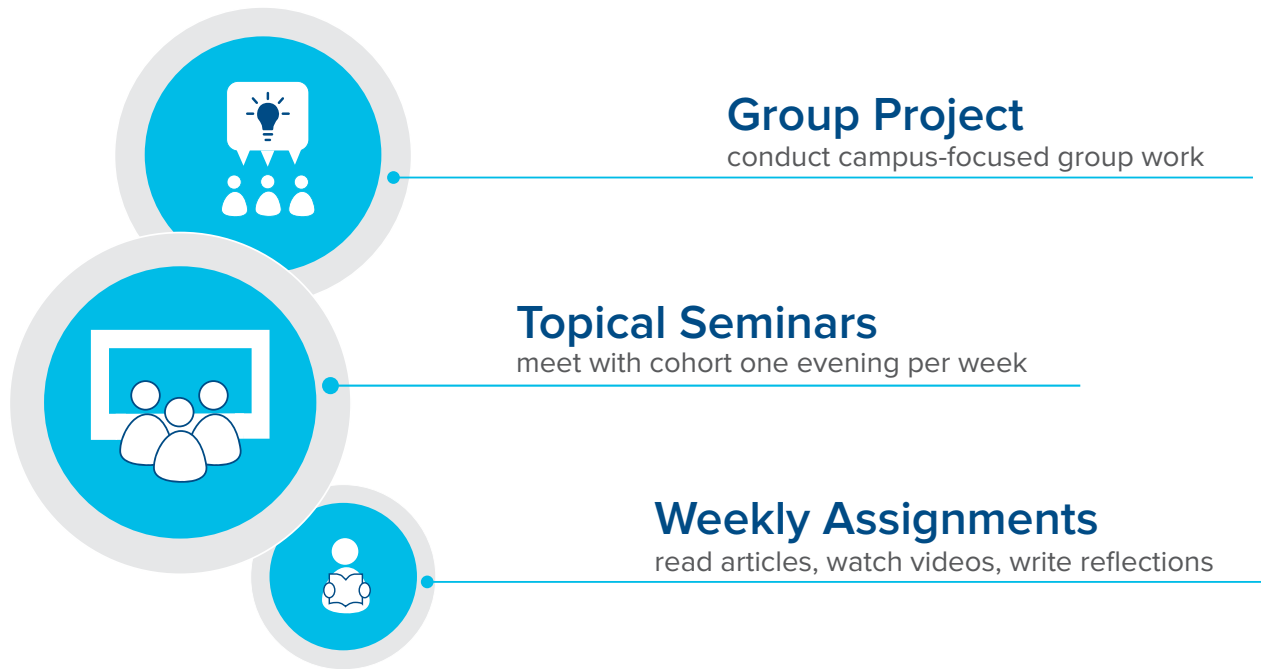 Group Project
conduct campus-focused group work
Topical Seminars
meet with cohort one evening per week
Weekly Assignments
read articles, watch videos, write reflections